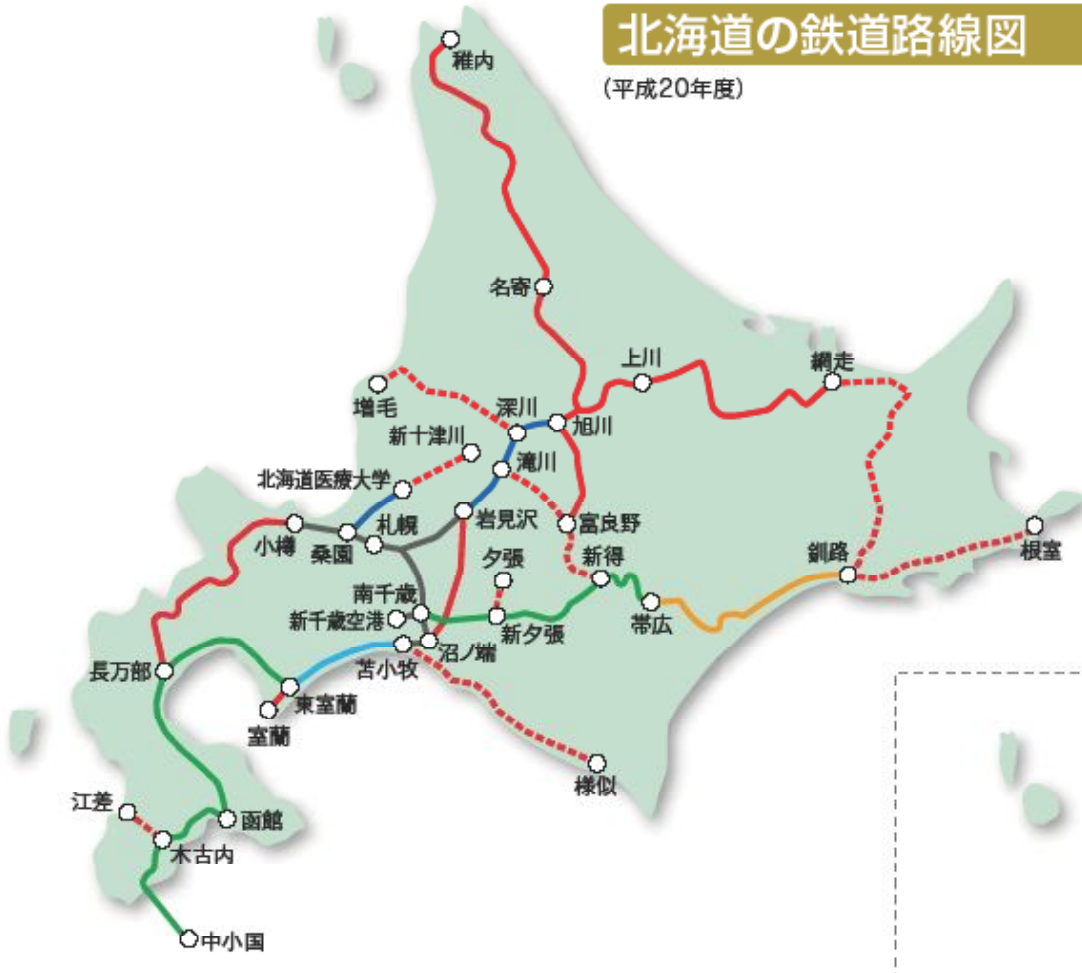 北海道の鉄道路線図
(平成20年度)
稚内
名寄
上川
網走
増毛
深川
旭川
新十津川
滝川
北海道医療大学
札幌
岩見沢
富良野
小樽
桑園
夕張
新得
釧路
根室
南千歳
新千歳空港
新夕張
帯広
苫小牧
沼ノ端
長万部
東室蘭
室蘭
様似
江差
函館
木古内
中小国